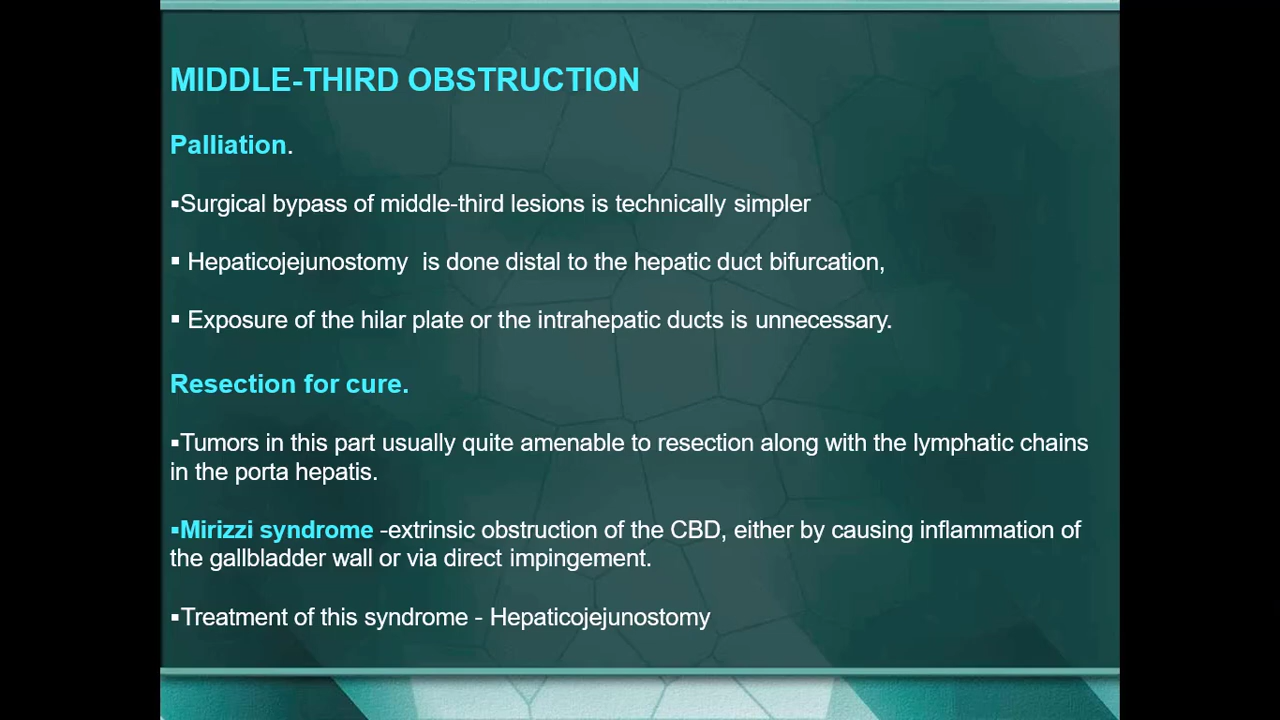 MIDDLE-THIRD OBSTRUCTION
Palliation.
▪Surgical bypass of middle-third lesions is technically simpler
▪ Hepaticojejunostomy  is done distal to the hepatic duct bifurcation,
▪ Exposure of the hilar plate or the intrahepatic ducts is unnecessary.
Resection for cure.
▪Tumors in this part usually quite amenable to resection along with the lymphatic chains
in the porta hepatis.
▪Mirizzi syndrome -extrinsic obstruction of the CBD, either by causing inflammation of
the gallbladder wall or via direct impingement.
▪Treatment of this syndrome - Hepaticojejunostomy